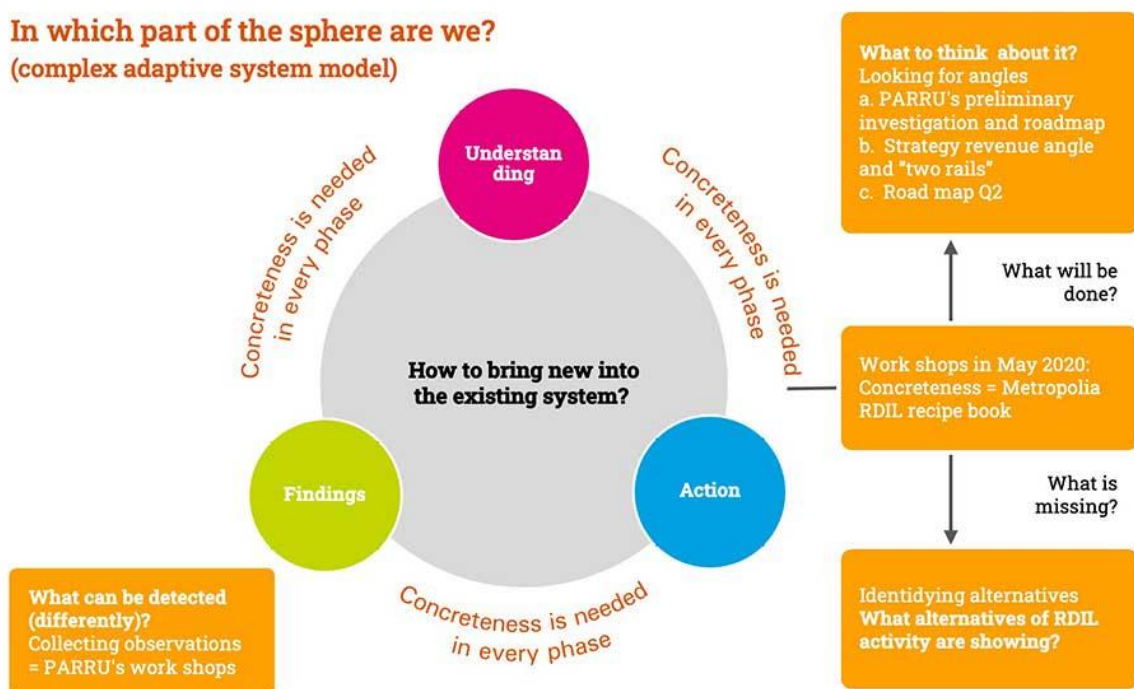 In which part of the sphere are we?
(complex adaptive system model)
Understan
ding
Concreteness is needed
in every phase
Concreteness is needed
in every phase
How to bring new into
the existing system?
Findings
Action
Concreteness is needed
in every phase
What can be detected
(differently)?
Collecting observations
= PARRU's work shops
What to think about it?
Looking for angles
a. PARRU's preliminary
investigation and roadmap
b. Strategy revenue angle
and "two rails"
c. Road map Q2
What will be
done?
Work shops in May 2020:
Concreteness = Metropolia
RDIL recipe book
What is
missing?
Identidying alternatives
What alternatives of RDIL
activity are showing?